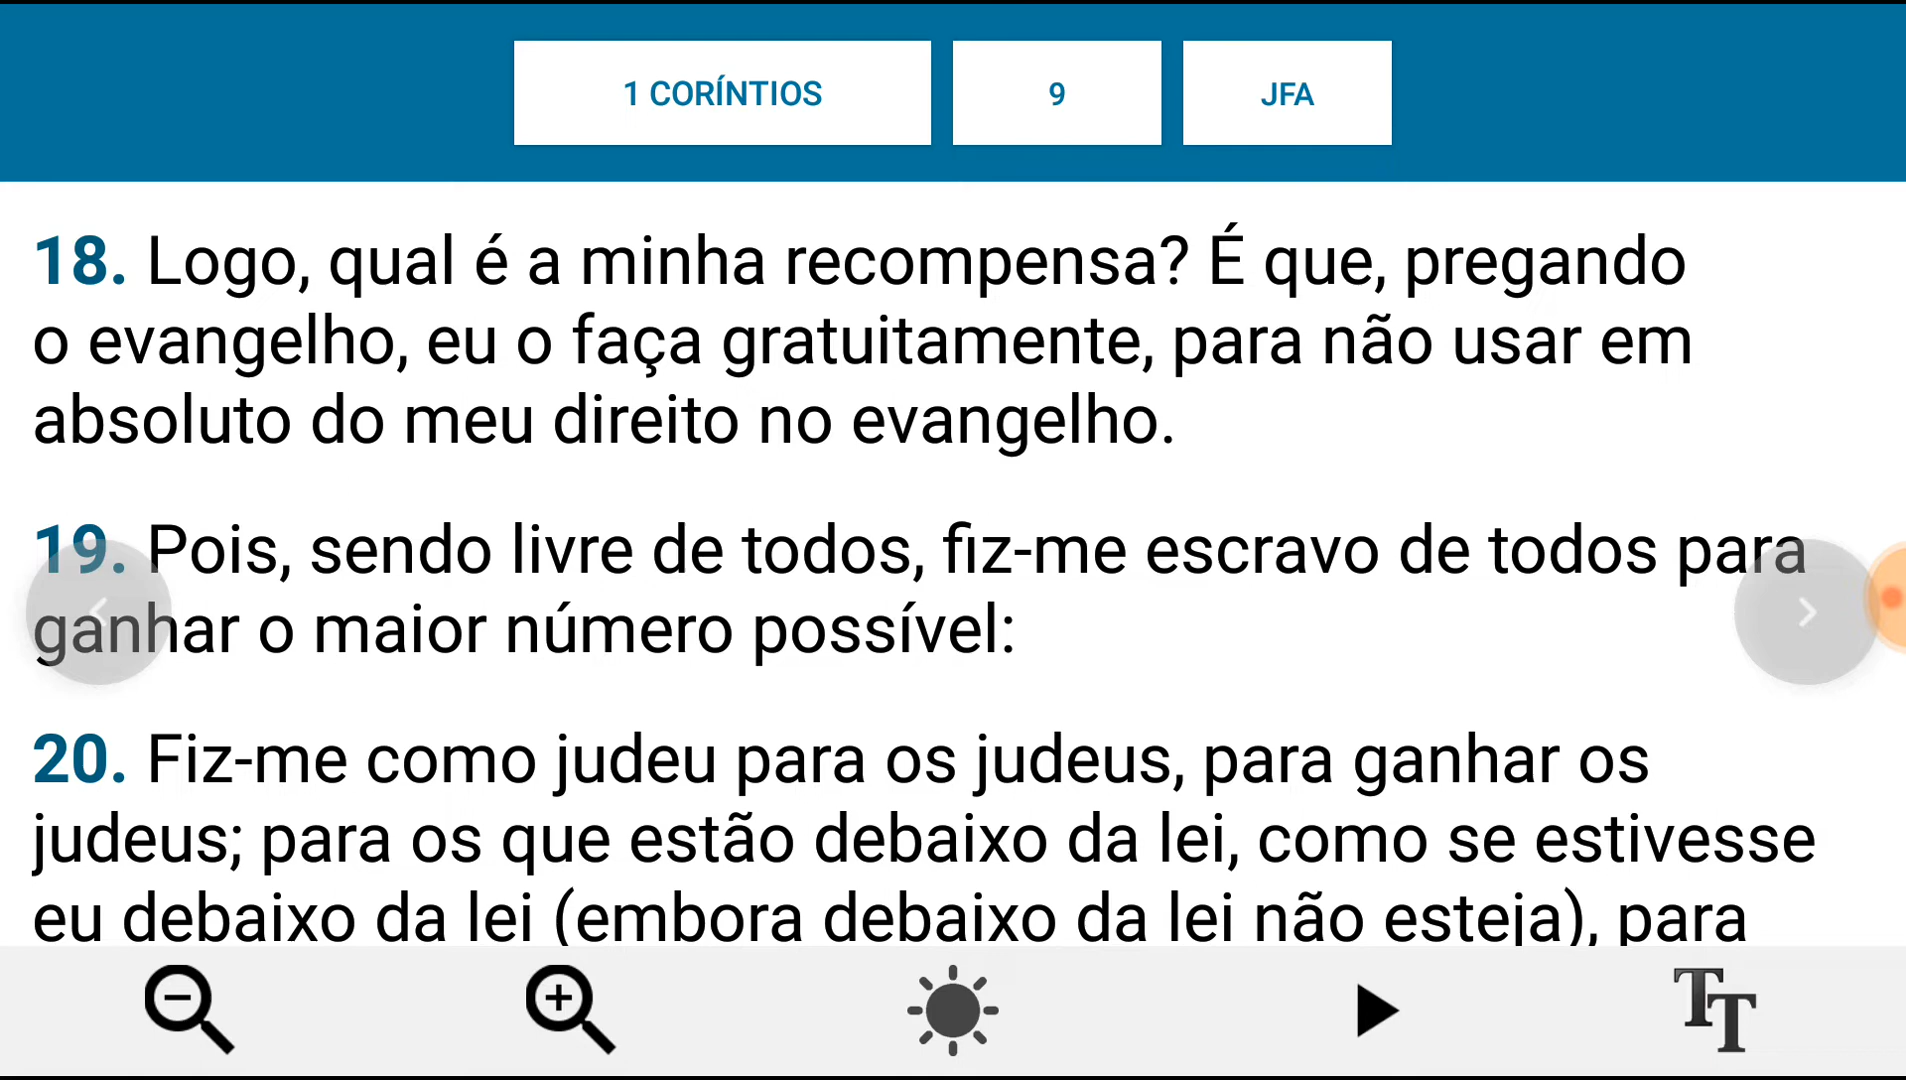 1 CORÍNTIOS
9
JFA
18. Logo, qual é a minha recompensa? É que, pregando
o evangelho, eu o faça gratuitamente, para não usar em
absoluto do meu direito no evangelho.
19. Pois, sendo livre de todos, fiz-me escravo de todos para
ganhar o maior número possível:
20. Fiz-me como judeu para os judeus, para ganhar os
judeus; para os que estão debaixo da lei, como se estivesse
eu debaixo da lei (embora debaixo da lei não esteja), para
TT